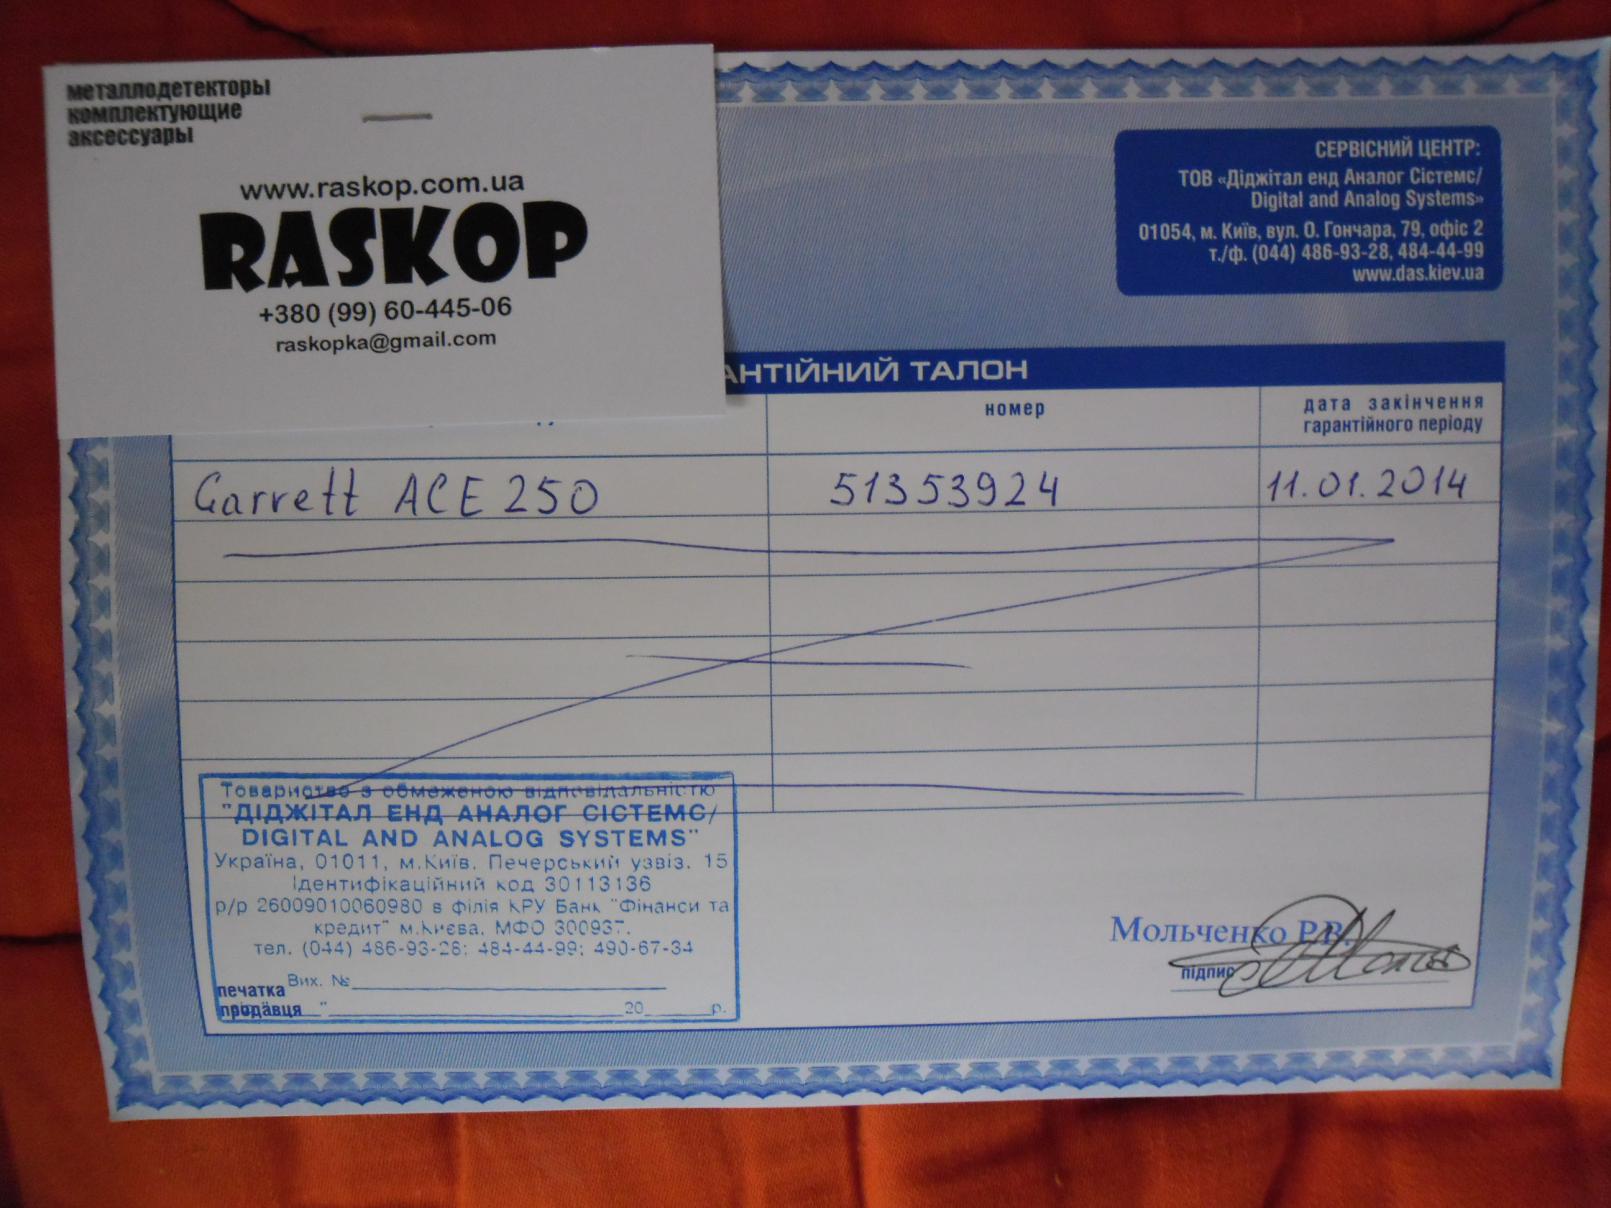 металлодетекторы
комплектующие
аксессуары
www.raskop.com.ua
RASKOP
+380 (99) 60-445-06
raskopka@gmail.com
СЕРВІСНИЙ ЦЕНТР:
ТОВ «Діджітал енд Аналог Сістемс/
Digital and Analog Systems»
01054, м. Київ, вул. О. Гончара, 79, офіс 2
т./ф. (044) 486-93-28, 484-44-99
www.das.kiev.ua
АНТІЙНИЙ ТАЛОН
номер
дата закінчення
гарантійного періоду
Garrett ACE 250 51353924 11.01.2014
Товариство з обмеженою відповідальністю
"ДІДЖІТАЛ ЕНД АНАЛОГ СІСТЕМС/
DIGITAL AND ANALOG SYSTEMS"
Україна, 01011, м.Київ, Печерський узвіз, 15
Ідентифікаційний код 30113136
р/р 26009010060980 в філія КРУ Банк "Фінанси та
кредит" м.Києва, МФО 300937,
тел. (044) 486-93-28; 484-44-99; 490-67-34
Вих. №
печатка
продавця " 20 р.
Мольченко Р.В.
підпис